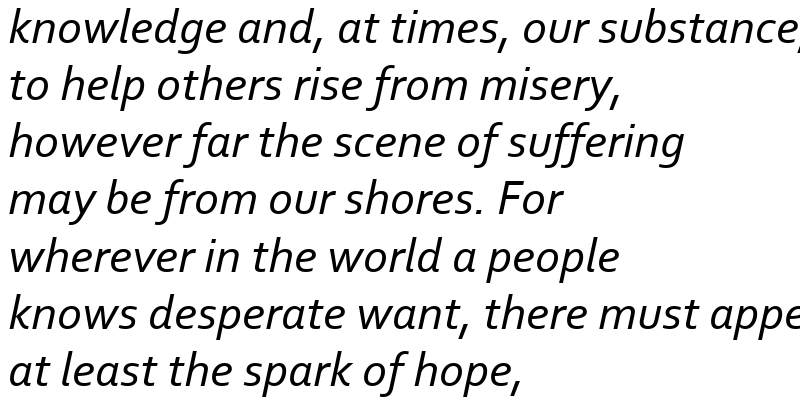 knowledge and, at times, our substance,
to help others rise from misery,
however far the scene of suffering
may be from our shores. For
wherever in the world a people
knows desperate want, there must appe
at least the spark of hope,